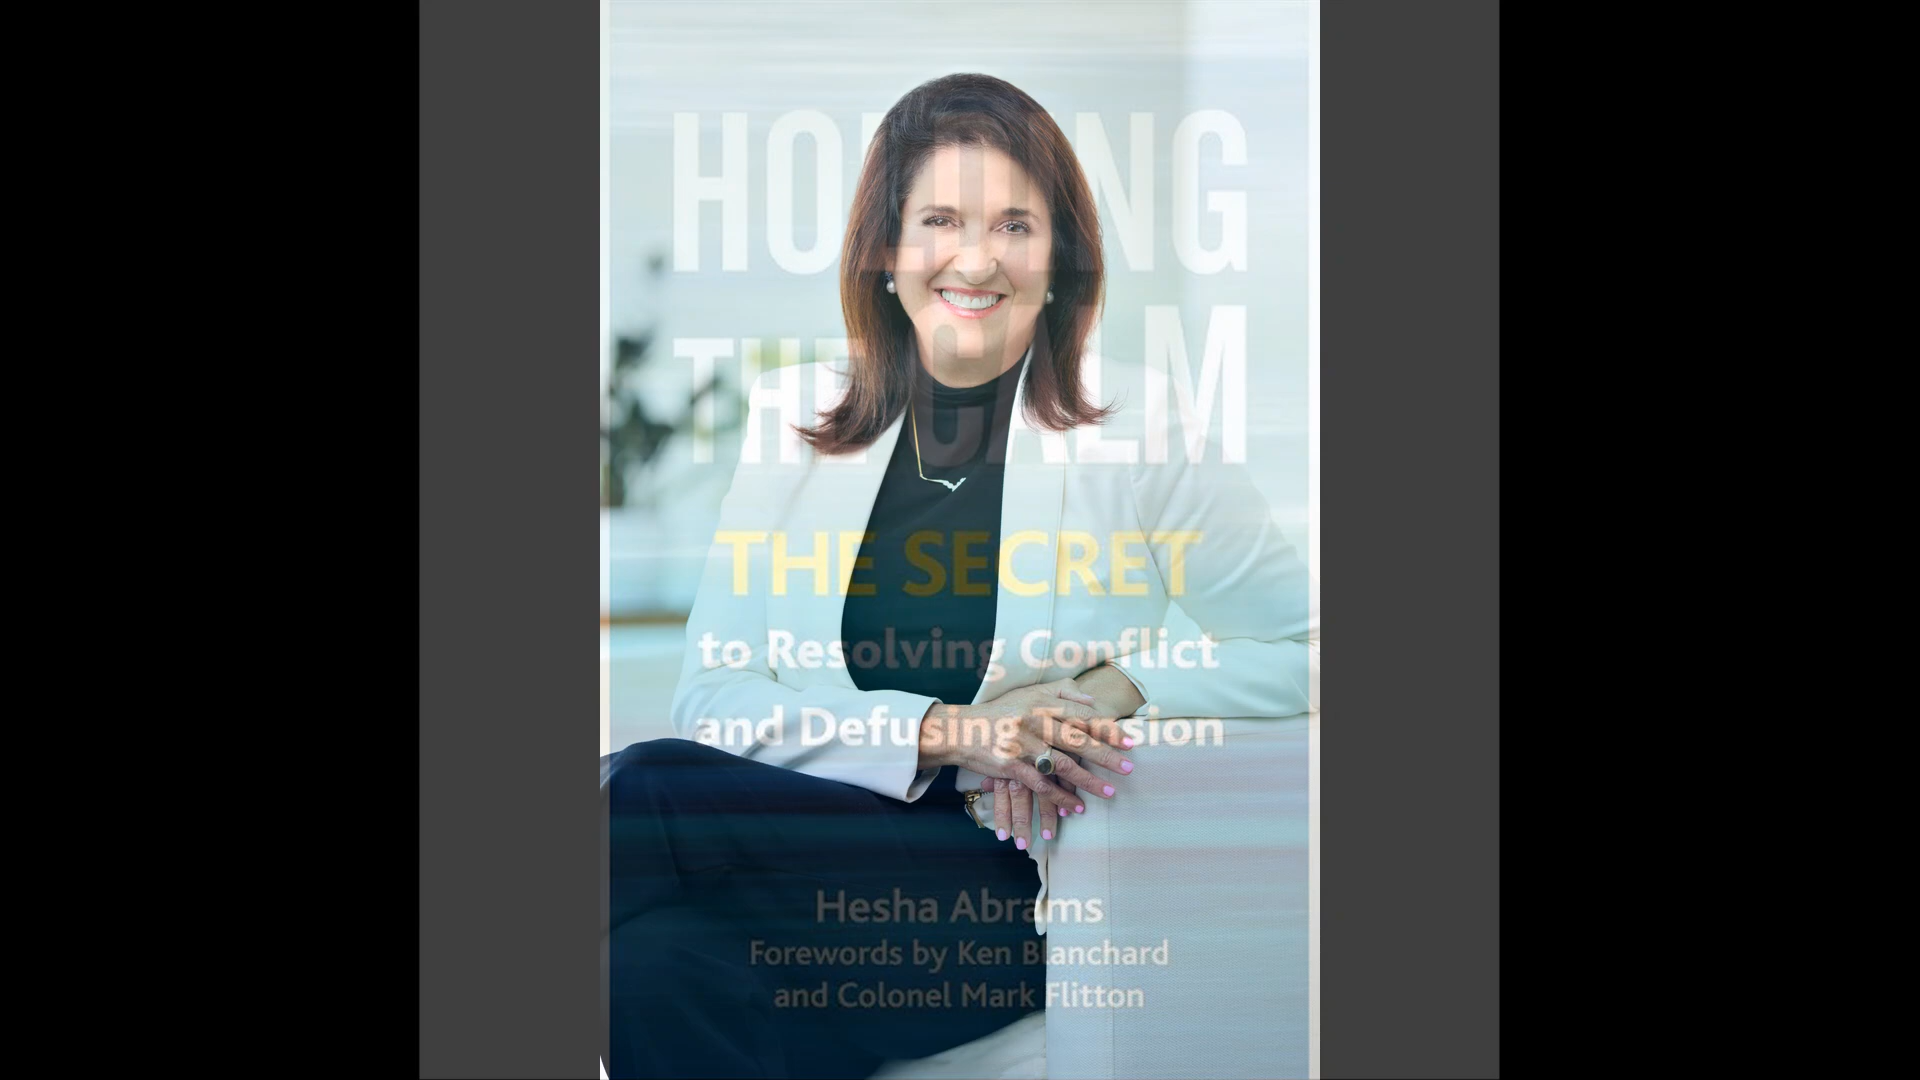 HOLDING
THE CALM
THE SECRET
to Resolving Conflict
and Defusing Tension
Hesha Abrams
Forewords by Ken Blanchard
and Colonel Mark Flitton